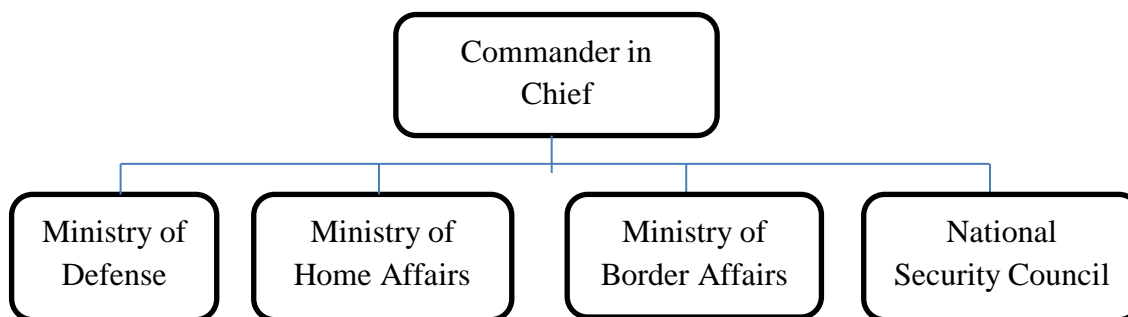 Commander in
Chief
Ministry of
Defense
Ministry of
Home Affairs
Ministry of
Border Affairs
National
Security Council